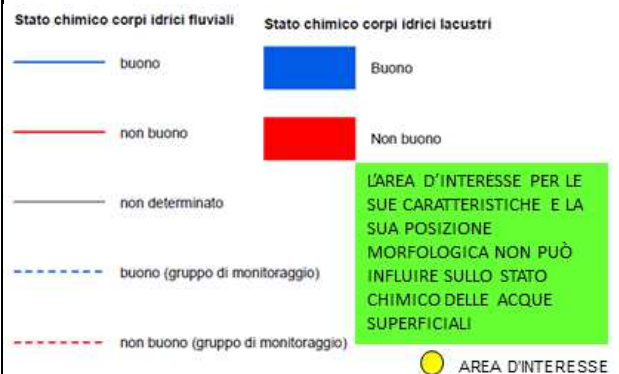 Stato chimico corpi idrici fluviali
buono
non buono
non determinato
buono (gruppo di monitoraggio)
non buono (gruppo di monitoraggio)
Stato chimico corpi idrici lacustri
Buono
Non buono
L'AREA D'INTERESSE PER LE
SUE CARATTERISTICHE E LA
SUA POSIZIONE
MORFOLOGICA NON PUÒ
INFLUIRE SULLO STATO
CHIMICO DELLE ACQUE
SUPERFICIALI
AREA D'INTERESSE